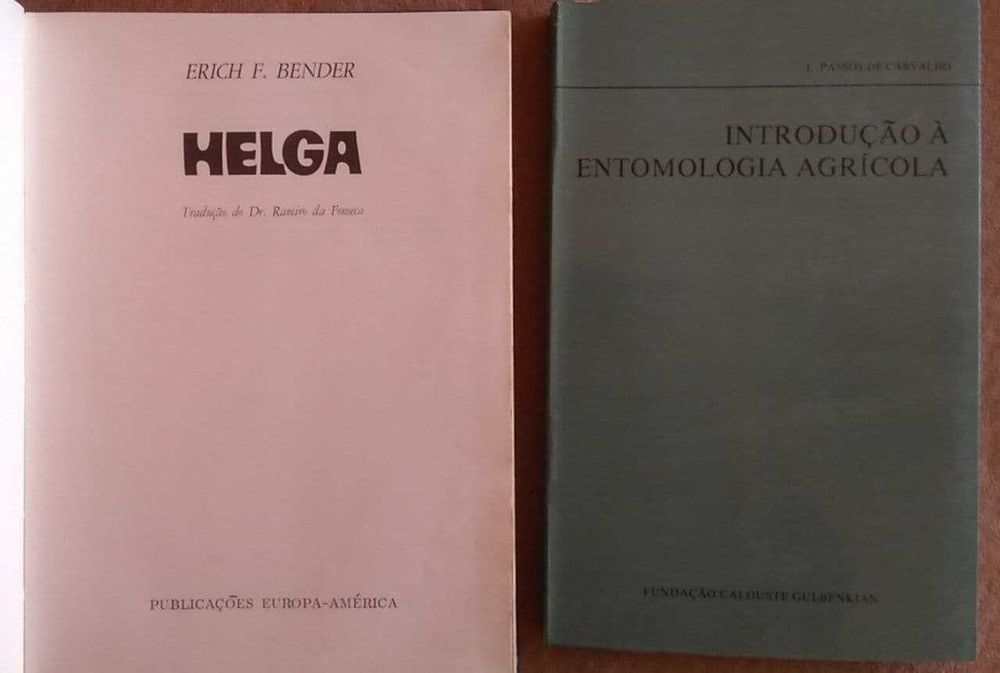 ERICH F. BENDER
HELGA
Tradução do Dr. Ramiro da Fonseca
PUBLICAÇÕES EUROPA-AMÉRICA
J. PASSOS DE CARVALHO
INTRODUÇÃO À
ENTOMOLOGIA AGRÍCOLA
FUNDAÇÃO CALOUSTE GULBENKIAN